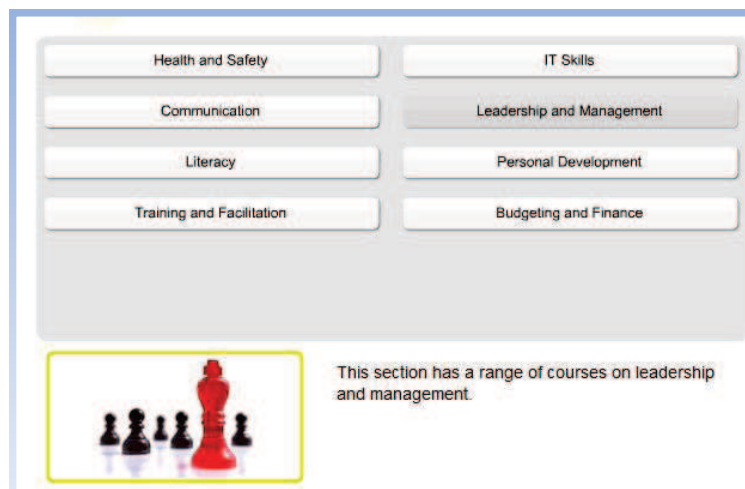 Health and Safety
IT Skills
Communication
Leadership and Management
Literacy
Personal Development
Training and Facilitation
Budgeting and Finance
This section has a range of courses on leadership
and management.